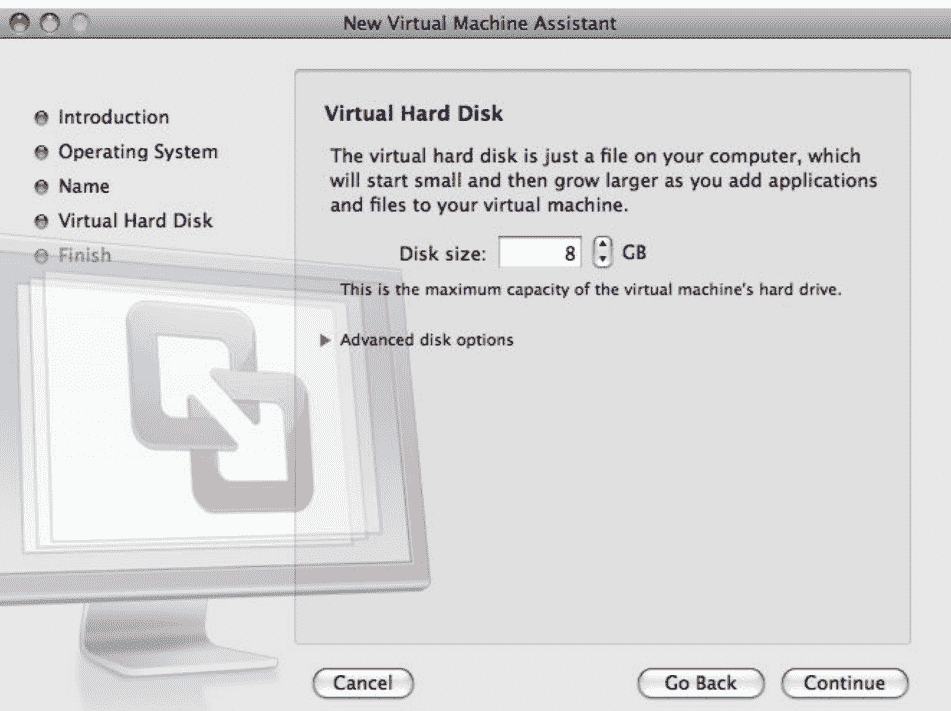 New Virtual Machine Assistant
Introduction
Operating System
Name
Virtual Hard Disk
Finish
Virtual Hard Disk
The virtual hard disk is just a file on your computer, which
will start small and then grow larger as you add applications
and files to your virtual machine.
Disk size: 8 GB
This is the maximum capacity of the virtual machine's hard drive.
Advanced disk options
Cancel
Go Back
Continue